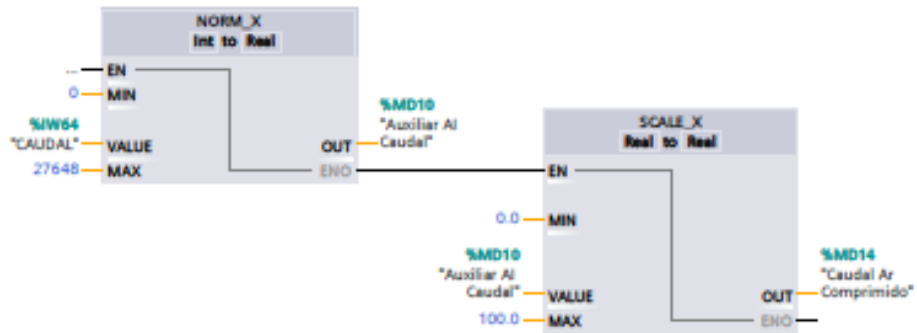 NORM_X
Int to Real
... EN
0 MIN
%IW64
"CAUDAL" VALUE
27648 MAX
%MD10
"Auxiliar AI
Caudal"
OUT
ENO
SCALE_X
Real to Real
EN
0.0 MIN
%MD10
"Auxiliar AI
Caudal" VALUE
100.0 MAX
%MD14
"Caudal Ar
Comprimido"
OUT
ENO